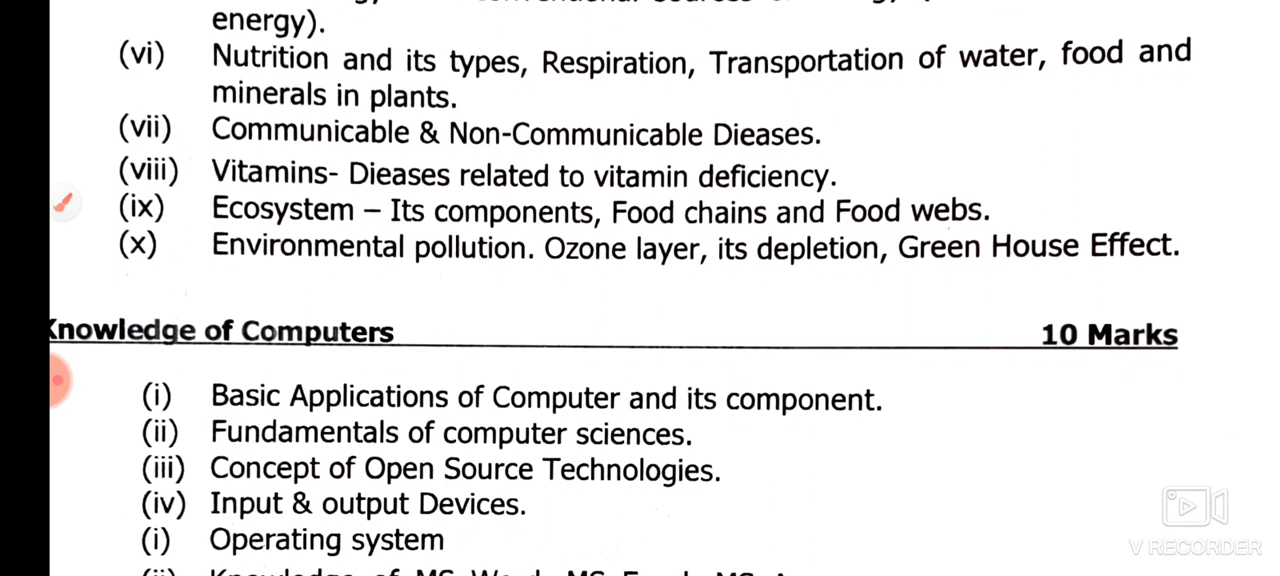 energy).
(vi) Nutrition and its types, Respiration, Transportation of water, food and
minerals in plants.
(vii) Communicable & Non-Communicable Dieases.
(viii) Vitamins- Dieases related to vitamin deficiency.
(ix) Ecosystem – Its components, Food chains and Food webs.
(x) Environmental pollution. Ozone layer, its depletion, Green House Effect.
Knowledge of Computers 10 Marks
(i) Basic Applications of Computer and its component.
(ii) Fundamentals of computer sciences.
(iii) Concept of Open Source Technologies.
(iv) Input & output Devices.
(i) Operating system
V RECORDER